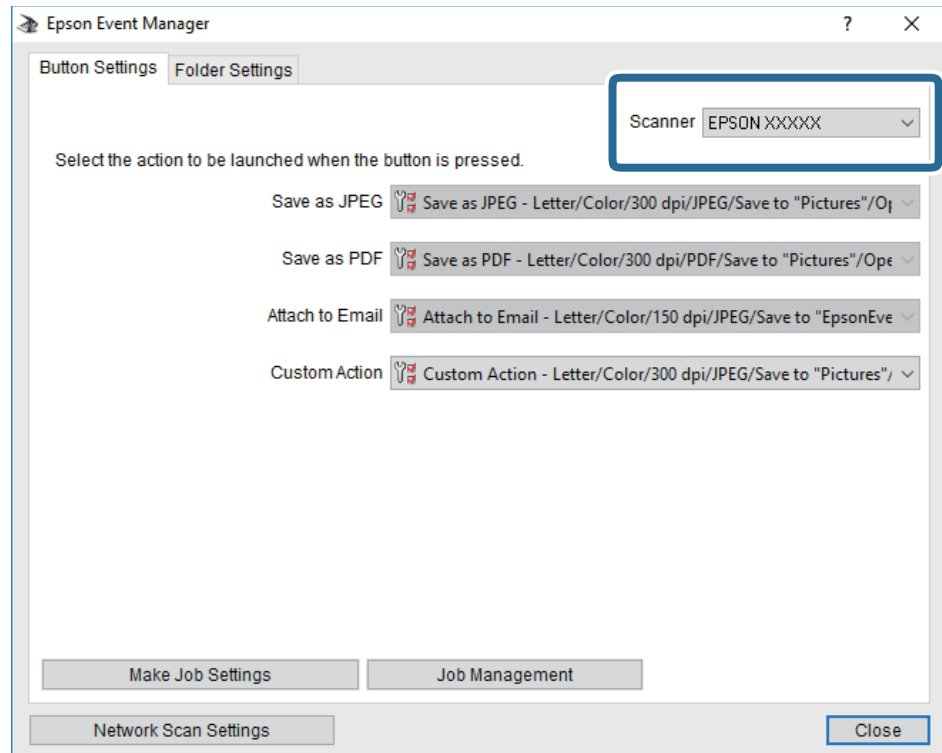 Epson Event Manager
Button Settings Folder Settings
Scanner EPSON XXXXX
Select the action to be launched when the button is pressed.
Save as JPEG Save as JPEG - Letter/Color/300 dpi/JPEG/Save to "Pictures"/Op
Save as PDF Save as PDF - Letter/Color/300 dpi/PDF/Save to "Pictures"/Ope
Attach to Email Attach to Email - Letter/Color/150 dpi/JPEG/Save to "EpsonEve
Custom Action Custom Action - Letter/Color/300 dpi/JPEG/Save to "Pictures"/
Make Job Settings Job Management
Network Scan Settings Close